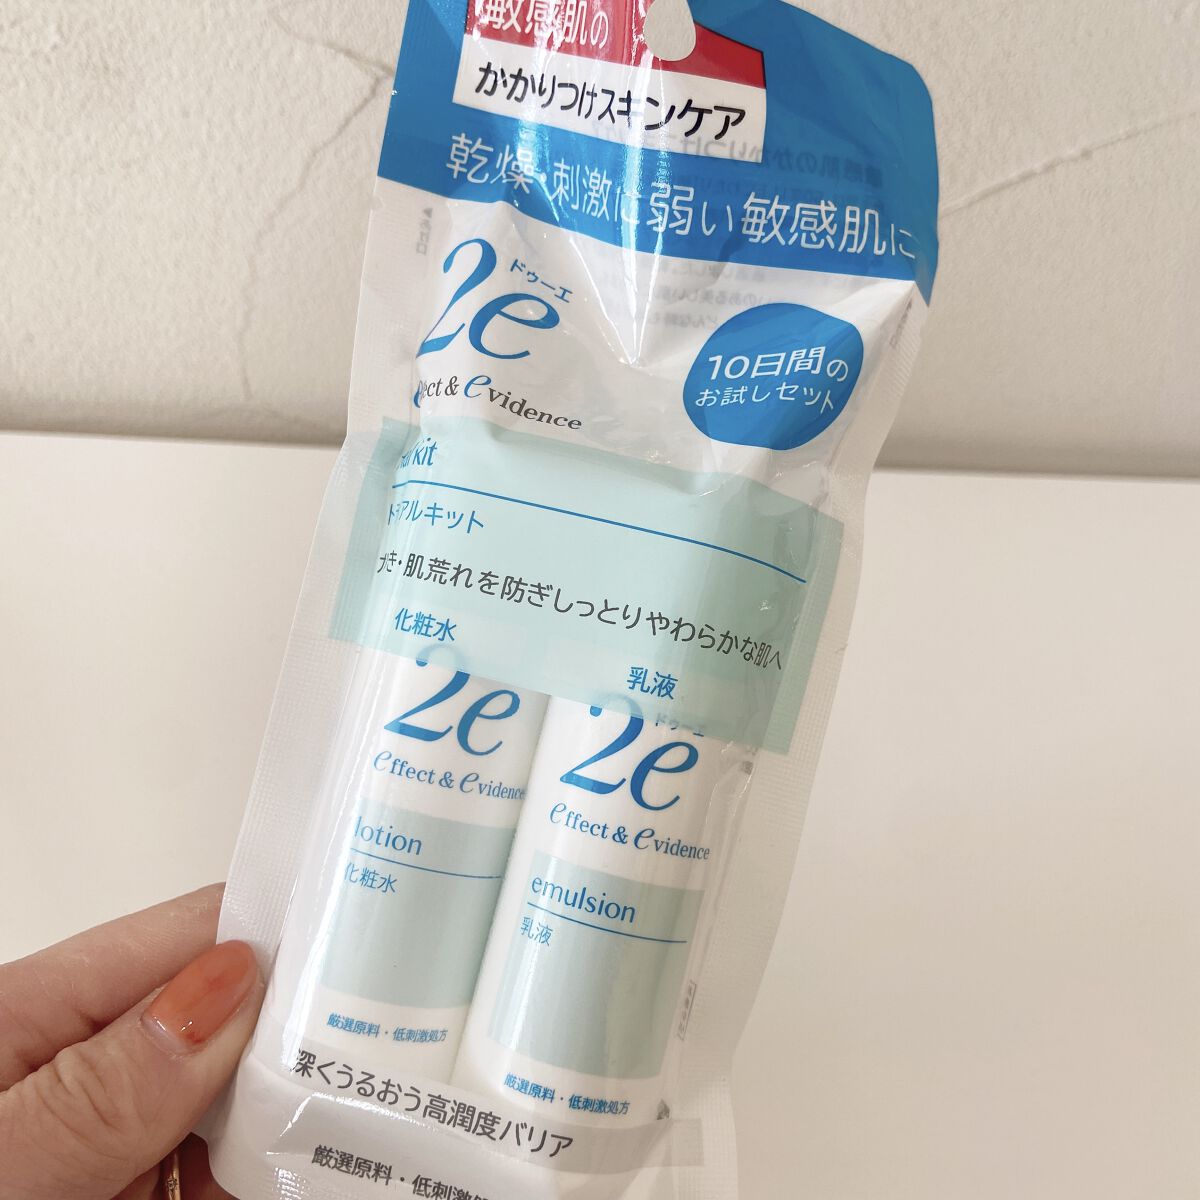 敏感肌の
かかりつけスキンケア
乾燥・刺激に弱い敏感肌に
2e
ドゥーエ
ect & evidence
10日間の
お試しセット
kit
トライアルキット
き・肌荒れを防ぎしっとりやわらかな肌へ
化粧水
乳液
2e
effect & evidence
lotion
化粧水
厳選原料・低刺激処方
2e
ドゥーエ
effect & evidence
emulsion
乳液
厳選原料・低刺激処方
深くうるおう高潤度バリア
厳選原料・低刺激処